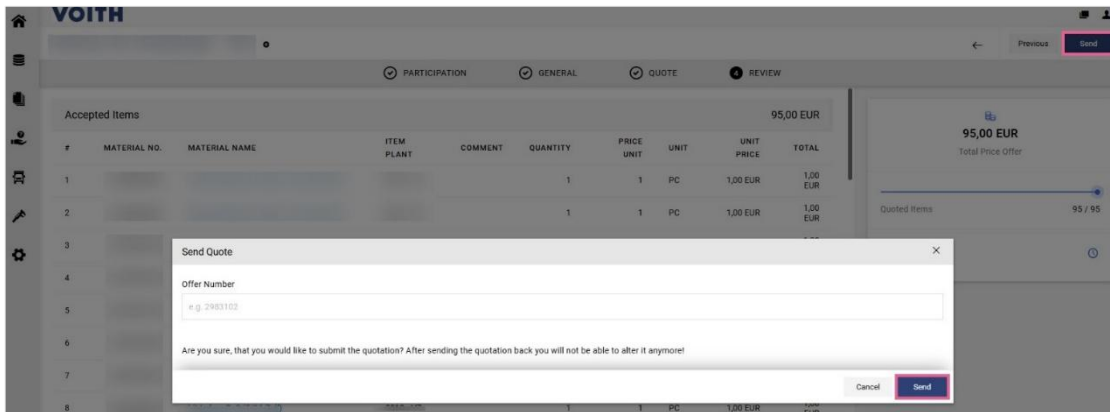 VOITH
Previous
Send
PARTICIPATION
GENERAL
QUOTE
4 REVIEW
Accepted Items
95,00 EUR
# MATERIAL NO. MATERIAL NAME ITEM PLANT COMMENT QUANTITY PRICE UNIT UNIT UNIT PRICE TOTAL
1 1 1 PC 1,00 EUR 1,00 EUR
2 1 1 PC 1,00 EUR 1,00 EUR
3
4
5
6
7
8 1 1 PC 1,00 EUR
95,00 EUR
Total Price Offer
Quoted Items 95 / 95
Send Quote
Offer Number
e.g. 2983102
Are you sure, that you would like to submit the quotation? After sending the quotation back you will not be able to alter it anymore!
Cancel
Send